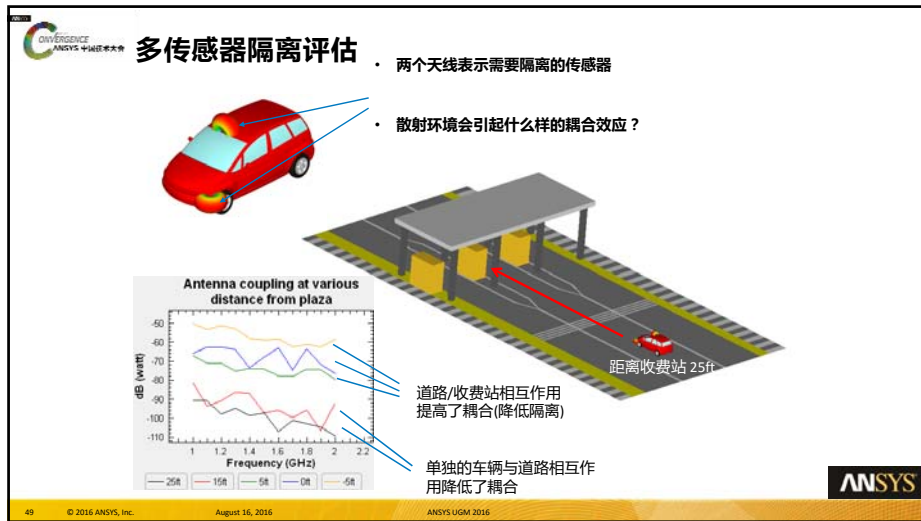 ANSYS
CONVERGENCE
ANSYS 中国技术大会
多传感器隔离评估
• 两个天线表示需要隔离的传感器
• 散射环境会引起什么样的耦合效应？
距离收费站 25ft
Antenna coupling at various
distance from plaza
dB (watt)
-50
-60
-70
-80
-90
-100
-110
1 1.2 1.4 1.6 1.8 2 2.2
Frequency (GHz)
25ft 15ft 5ft 0ft -5ft
道路/收费站相互作用
提高了耦合(降低隔离)
单独的车辆与道路相互作
用降低了耦合
ANSYS
49 © 2016 ANSYS, Inc. August 16, 2016 ANSYS UGM 2016